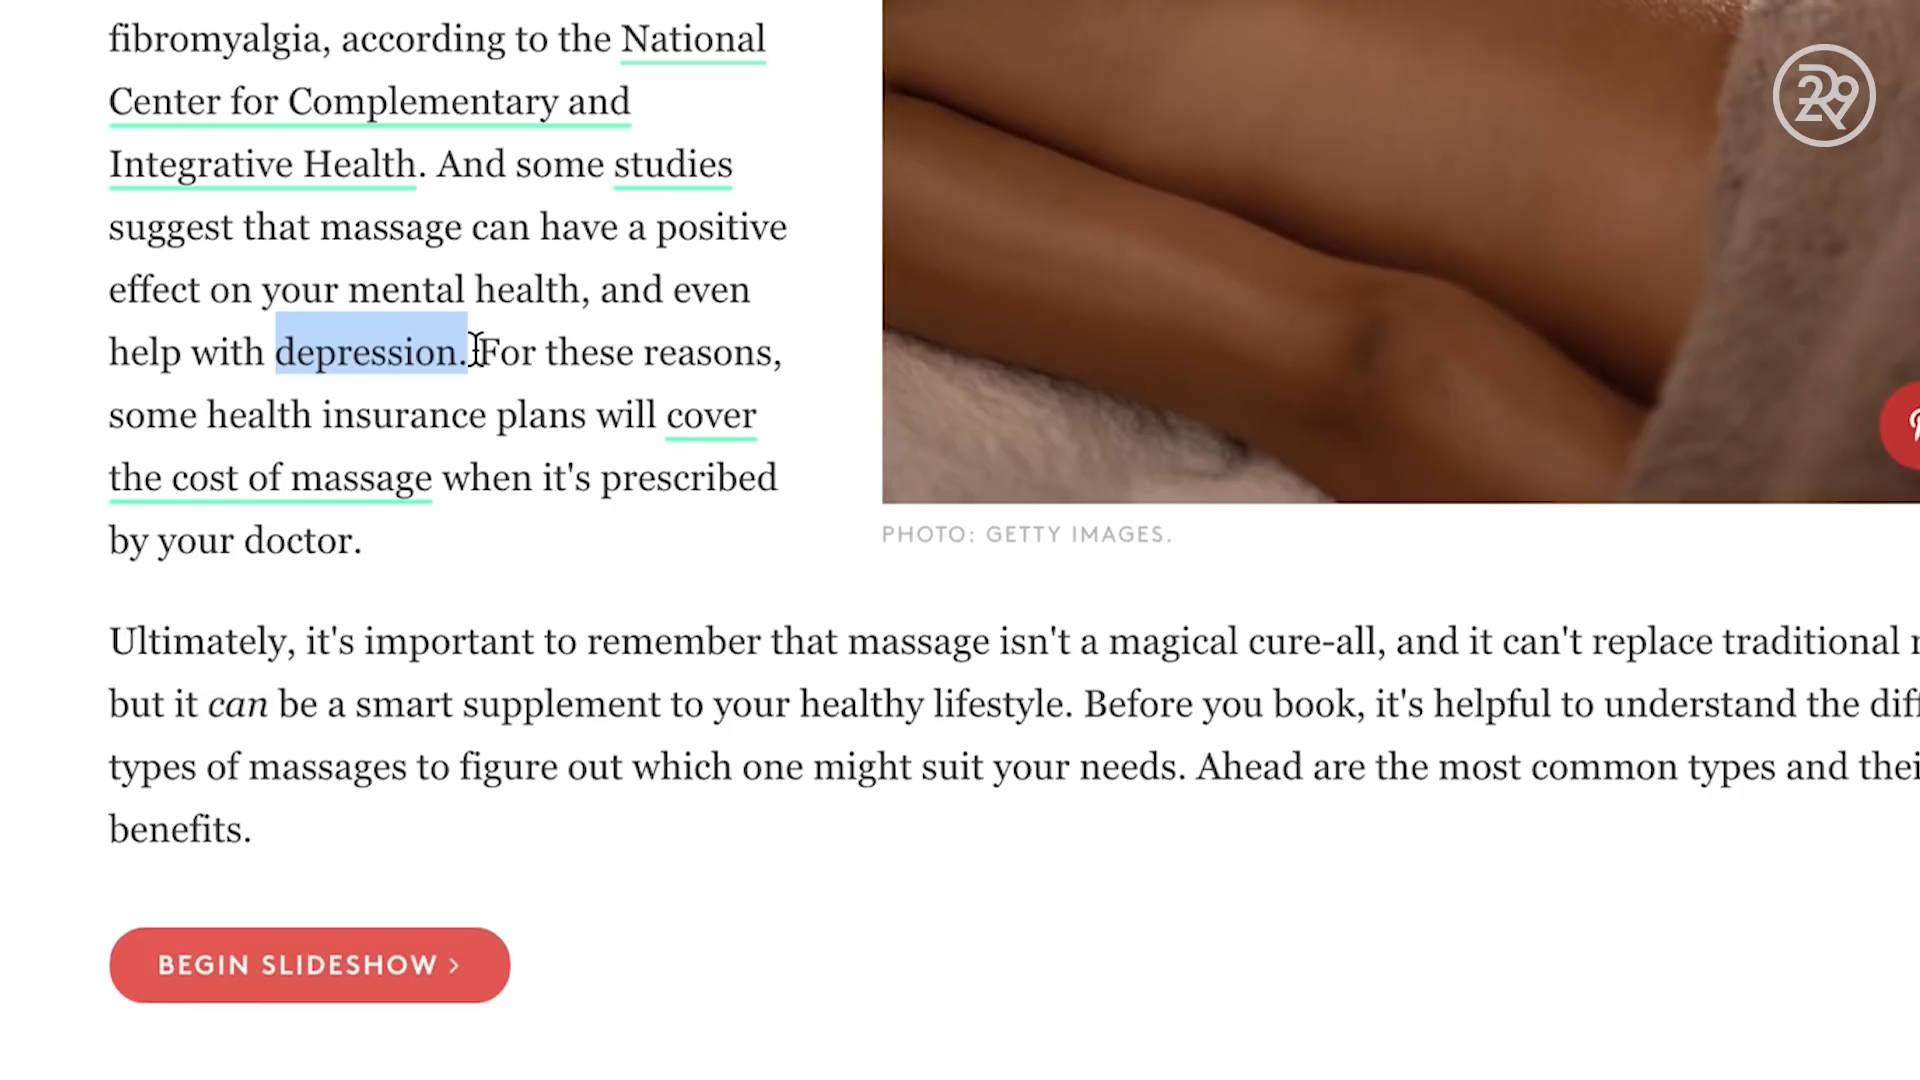 fibromyalgia, according to the National
Center for Complementary and
Integrative Health. And some studies
suggest that massage can have a positive
effect on your mental health, and even
help with depression. For these reasons,
some health insurance plans will cover
the cost of massage when it's prescribed
by your doctor.
R29
PHOTO: GETTY IMAGES.
Ultimately, it's important to remember that massage isn't a magical cure-all, and it can't replace traditional
but it can be a smart supplement to your healthy lifestyle. Before you book, it's helpful to understand the
types of massages to figure out which one might suit your needs. Ahead are the most common types and
benefits.
BEGIN SLIDESHOW >